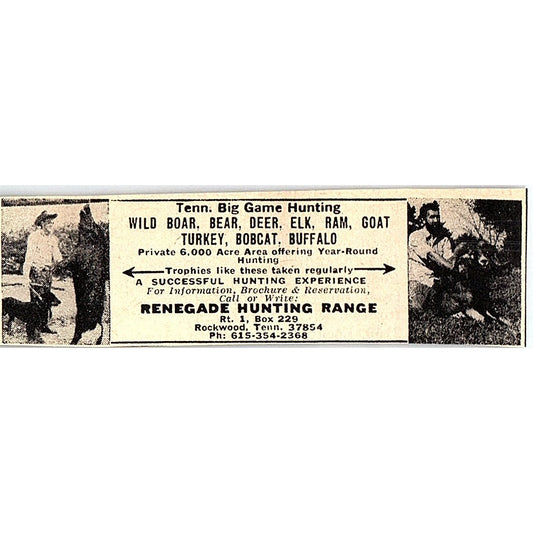 Tenn. Big Game Hunting
WILD BOAR, BEAR, DEER, ELK, RAM, GOAT
TURKEY, BOBCAT, BUFFALO
Private 6,000 Acre Area offering Year-Round
Hunting
Trophies like these taken regularly
A SUCCESSFUL HUNTING EXPERIENCE
For Information, Brochure & Reservation,
Call or Write:
RENEGADE HUNTING RANGE
Rt. 1, Box 229
Rockwood, Tenn. 37854
Ph: 615-354-2368